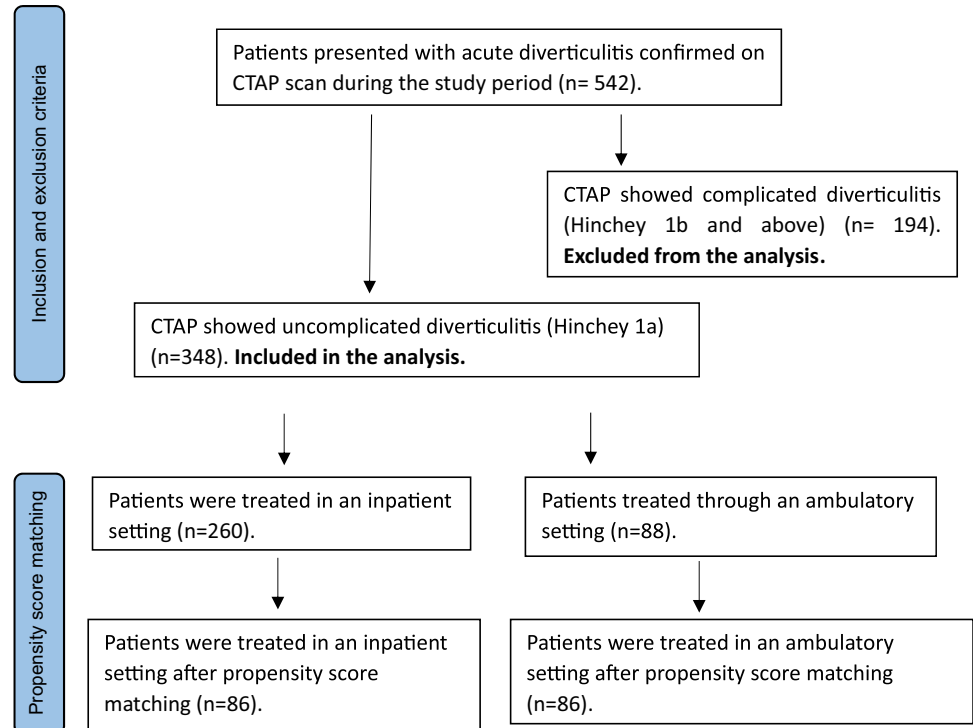 Inclusion and exclusion criteria
Patients presented with acute diverticulitis confirmed on
CTAP scan during the study period (n= 542).
CTAP showed complicated diverticulitis
(Hinchey 1b and above) (n= 194).
Excluded from the analysis.
CTAP showed uncomplicated diverticulitis (Hinchey 1a)
(n=348). Included in the analysis.
Propensity score matching
Patients were treated in an inpatient
setting (n=260).
Patients treated through an ambulatory
setting (n=88).
Patients were treated in an inpatient
setting after propensity score
matching (n=86).
Patients were treated in an ambulatory
setting after propensity score matching
(n=86).